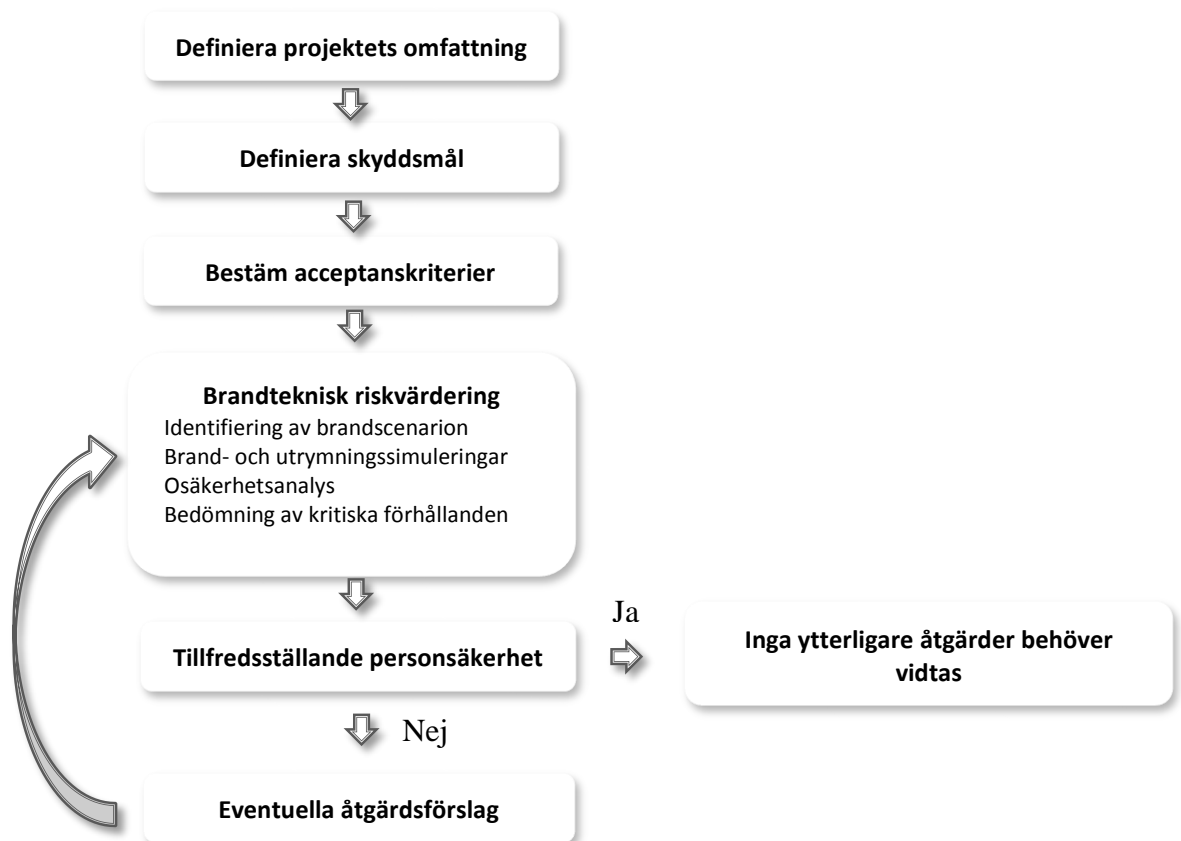 Definiera projektets omfattning
Definiera skyddsmål
Bestäm acceptanskriterier
Brandteknisk riskvärdering
Identifiering av brandscenarion
Brand- och utrymningssimuleringar
Osäkerhetsanalys
Bedömning av kritiska förhållanden
Tillfredsställande personsäkerhet
Ja
Inga ytterligare åtgärder behöver
vidtas
Nej
Eventuella åtgärdsförslag